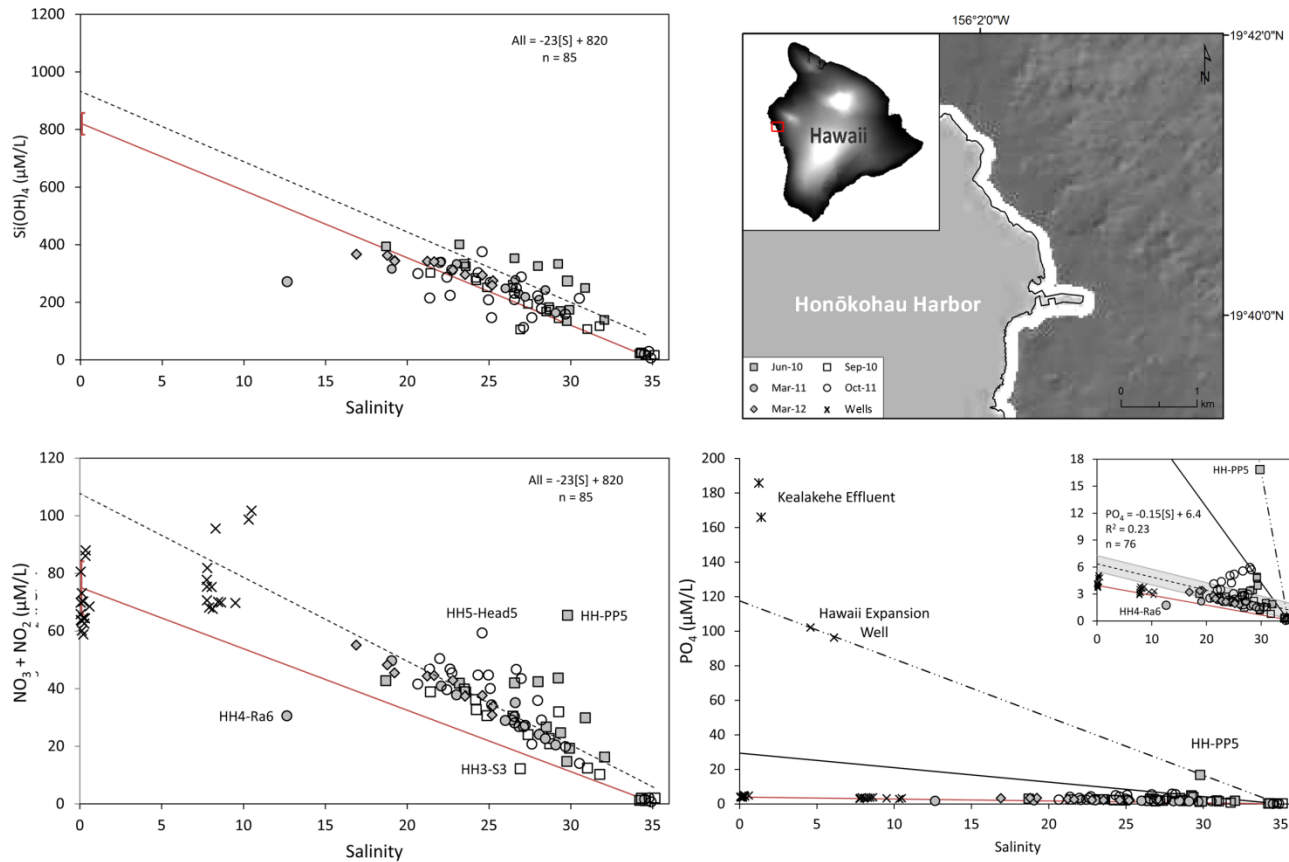 1200
1000
800
600
400
200
0
Si(OH)4 (µM/L)
All = -23[S] + 820
n = 85
0 5 10 15 20 25 30 35
Salinity
156°2'0"W
19°42'0"N
19°40'0"N
N
Hawaii
Honōkohau Harbor
Jun-10 Sep-10
Mar-11 Oct-11
Mar-12 Wells
0 1
km
120
100
80
60
40
20
0
NO3 + NO2 (µM/L)
All = -23[S] + 820
n = 85
HH5-Head5
HH-PP5
HH4-Ra6
HH3-S3
0 5 10 15 20 25 30 35
Salinity
200
180
160
140
120
100
80
60
40
20
0
PO4 (µM/L)
Kealakehe Effluent
Hawaii Expansion
Well
HH-PP5
0 5 10 15 20 25 30 35
Salinity
18
15
12
9
6
3
0
HH-PP5
PO4 = -0.15[S] + 6.4
R2 = 0.23
n = 76
HH4-Ra6
0 10 20 30